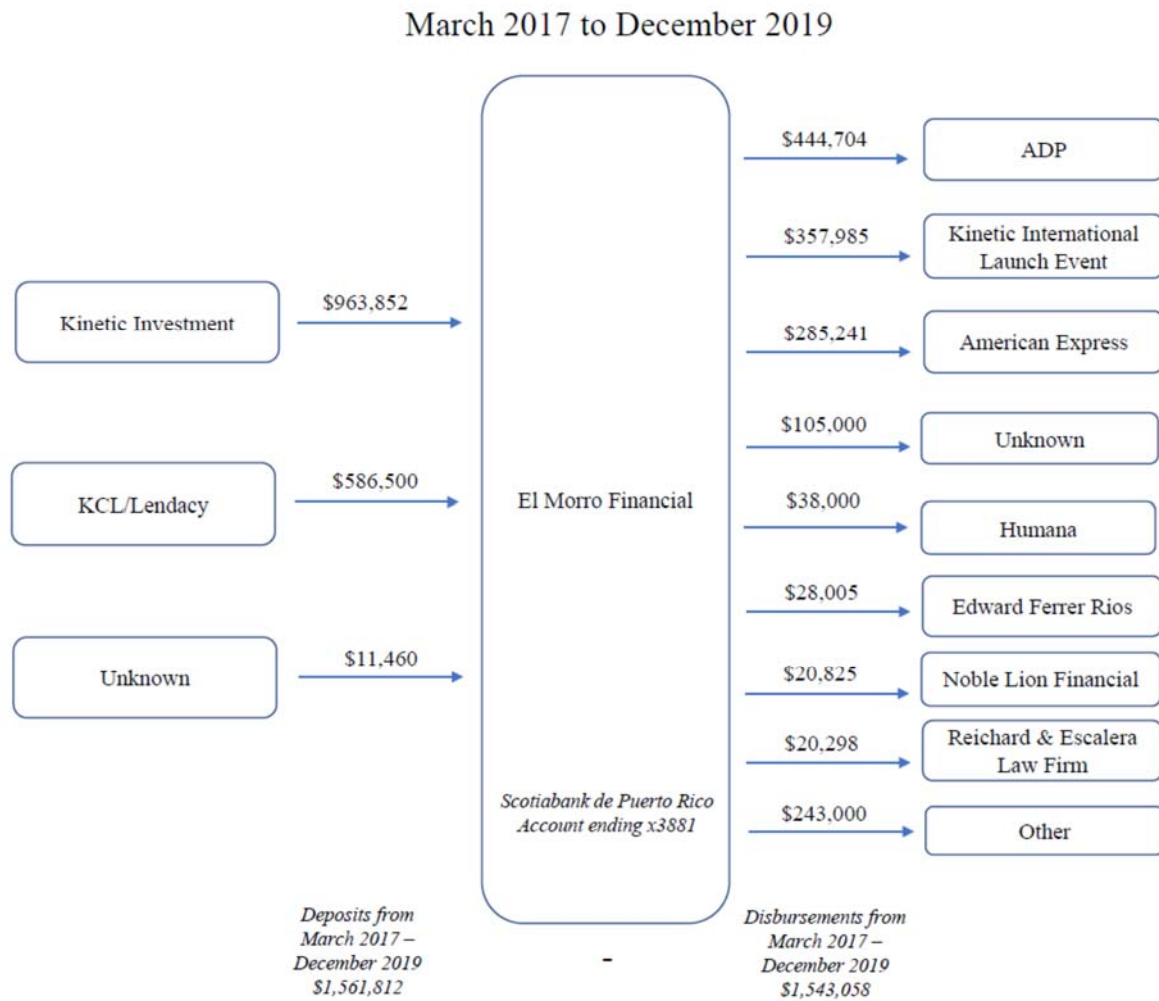 March 2017 to December 2019
Kinetic Investment
$963,852
KCL/Lendacy
$586,500
Unknown
$11,460
El Morro Financial
Scotiabank de Puerto Rico
Account ending x3881
$444,704
ADP
$357,985
Kinetic International
Launch Event
$285,241
American Express
$105,000
Unknown
$38,000
Humana
$28,005
Edward Ferrer Rios
$20,825
Noble Lion Financial
$20,298
Reichard & Escalera
Law Firm
$243,000
Other
Deposits from
March 2017 –
December 2019
$1,561,812
-
Disbursements from
March 2017 –
December 2019
$1,543,058